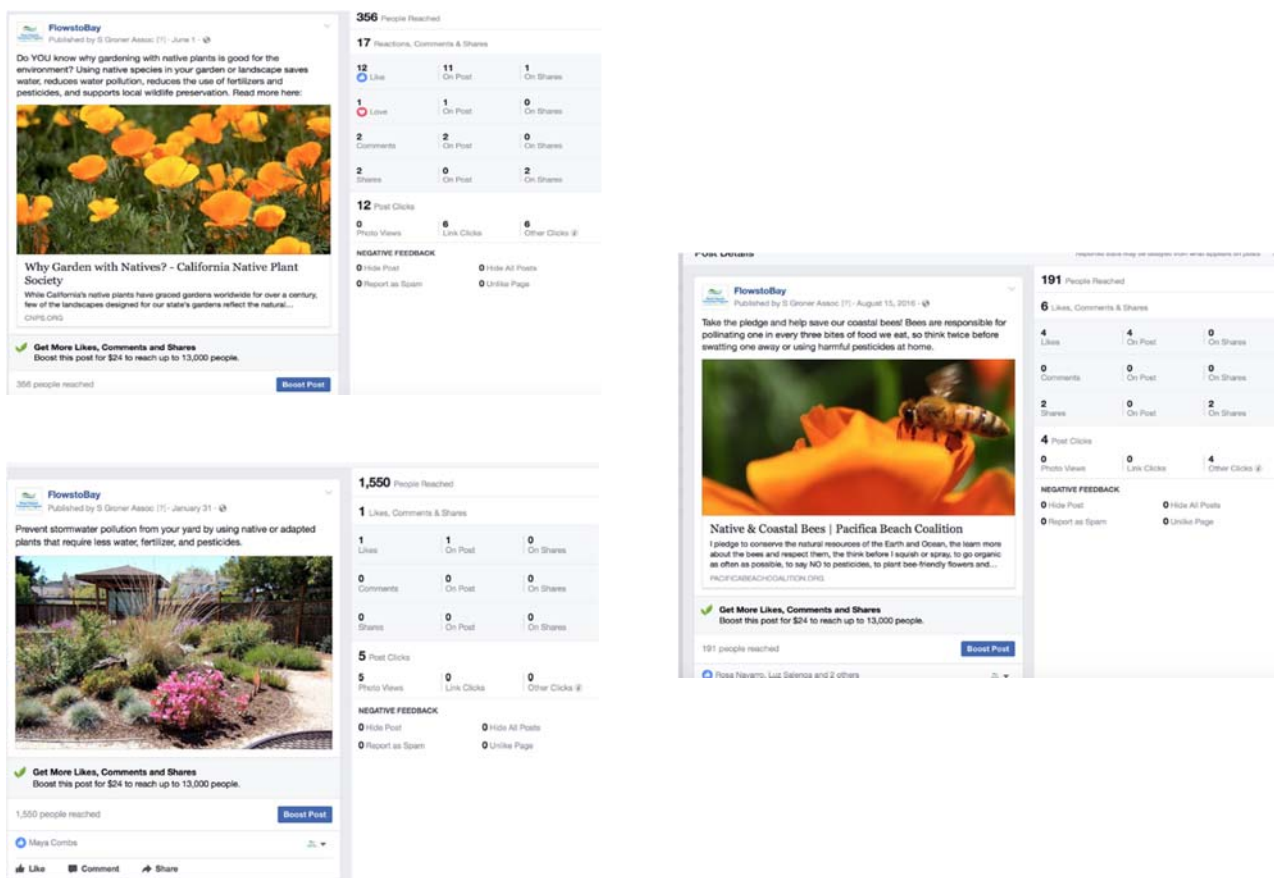 FlowstoBay
Published by S Groner Assoc [?] · June 1 ·
Do YOU know why gardening with native plants is good for the
environment? Using native species in your garden or landscape saves
water, reduces water pollution, reduces the use of fertilizers and
pesticides, and supports local wildlife preservation. Read more here:
Why Garden with Natives? - California Native Plant
Society
While California's native plants have graced gardens worldwide for over a century,
few of the landscapes designed for our state's gardens reflect the natural...
CNPS.ORG
Get More Likes, Comments and Shares
Boost this post for $24 to reach up to 13,000 people.
356 people reached
Boost Post
356 People Reached
17 Reactions, Comments & Shares
12 11 1
Like On Post On Shares
1 1 0
Love On Post On Shares
2 2 0
Comments On Post On Shares
2 0 2
Shares On Post On Shares
12 Post Clicks
0 6 6
Photo Views Link Clicks Other Clicks
NEGATIVE FEEDBACK
0 Hide Post 0 Hide All Posts
0 Report as Spam 0 Unlike Page
FlowstoBay
Published by S Groner Assoc [?] · January 31 ·
Prevent stormwater pollution from your yard by using native or adapted
plants that require less water, fertilizer, and pesticides.
Get More Likes, Comments and Shares
Boost this post for $24 to reach up to 13,000 people.
1,550 people reached
Boost Post
Maya Combs
Like Comment Share
1,550 People Reached
1 Likes, Comments & Shares
1 1 0
Likes On Post On Shares
0 0 0
Comments On Post On Shares
0 0 0
Shares On Post On Shares
5 Post Clicks
5 0 0
Photo Views Link Clicks Other Clicks
NEGATIVE FEEDBACK
0 Hide Post 0 Hide All Posts
0 Report as Spam 0 Unlike Page
Post Details
FlowstoBay
Published by S Groner Assoc [?] · August 15, 2016 ·
Take the pledge and help save our coastal bees! Bees are responsible for
pollinating one in every three bites of food we eat, so think twice before
swatting one away or using harmful pesticides at home.
Native & Coastal Bees | Pacifica Beach Coalition
I pledge to conserve the natural resources of the Earth and Ocean, the learn more
about the bees and respect them, the think before I squish or spray, to go organic
as often as possible, to say NO to pesticides, to plant bee-friendly flowers and...
PACIFICABEACHCOALITION.ORG
Get More Likes, Comments and Shares
Boost this post for $24 to reach up to 13,000 people.
191 people reached
Boost Post
Rosa Navarro, Luz Salenga and 2 others
191 People Reached
6 Likes, Comments & Shares
4 4 0
Likes On Post On Shares
0 0 0
Comments On Post On Shares
2 0 2
Shares On Post On Shares
4 Post Clicks
0 0 4
Photo Views Link Clicks Other Clicks
NEGATIVE FEEDBACK
0 Hide Post 0 Hide All Posts
0 Report as Spam 0 Unlike Page